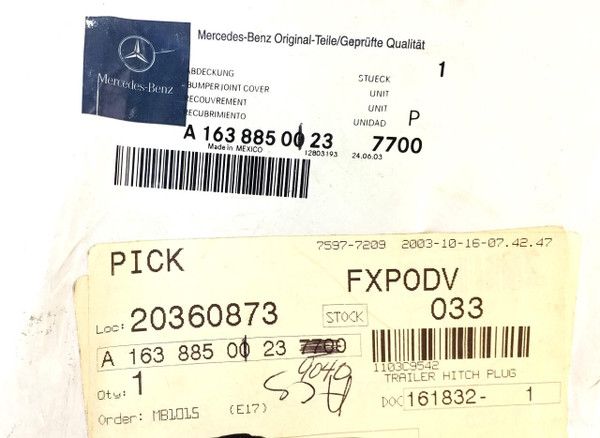 Mercedes-Benz Original-Teile/Geprüfte Qualität
Mercedes-Benz
ABDECKUNG STUECK 1
-BUMPER JOINT COVER UNIT
RECOUVREMENT UNIT
RECUBRIMIENTO UNIDAD P
A 163 885 00 23 7700
Made in MEXICO 12803193 24.06.03
PICK 7597-7209 2003-10-16-07.42.47
FXPODV
Loc: 20360873 STOCK 033
A 163 885 00 23 7700
1103C9542
9040
Qty: 1 TRAILER HITCH PLUG
DOC 161832- 1
Order: MB101S (E17)